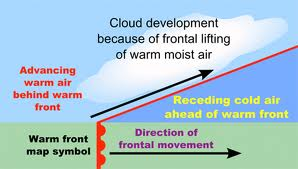 Cloud development
because of frontal lifting
of warm moist air
Advancing
warm air
behind warm
front
Receding cold air
ahead of warm front
Warm front
map symbol
Direction of
frontal movement